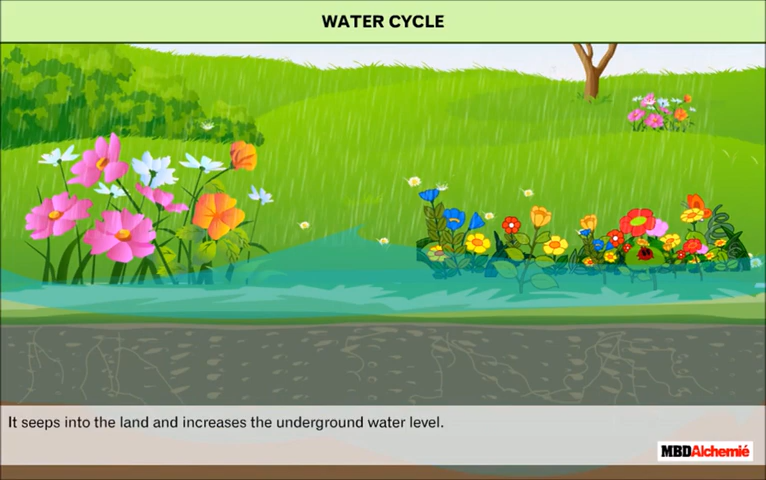 WATER CYCLE
It seeps into the land and increases the underground water level.
MBDAlchemié